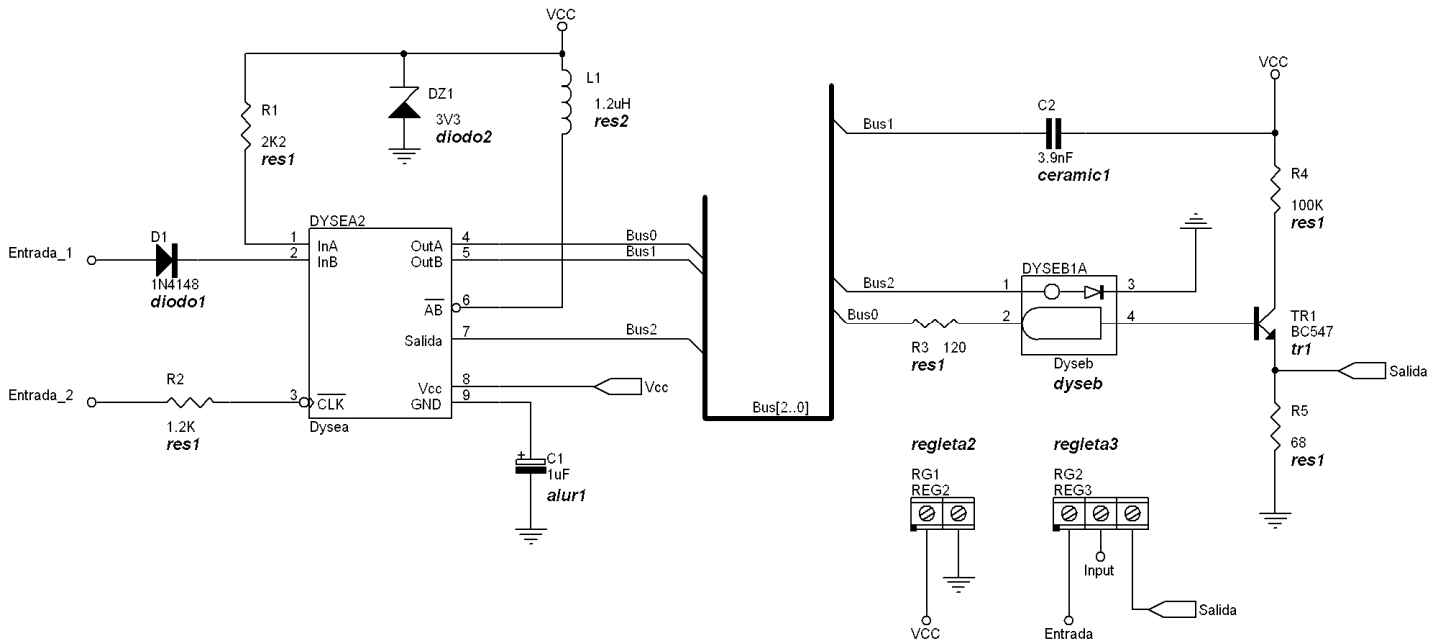 VCC
R1
2K2
res1
DZ1
3V3
diodo2
L1
1.2uH
res2
Entrada_1
D1
1N4148
diodo1
Entrada_2
R2
1.2K
res1
DYSEA2
1 InA
2 InB
3 CLK
OutA 4
OutB 5
AB 6
Salida 7
Vcc 8
GND 9
Dysea
Bus0
Bus1
Bus2
Vcc
+
C1
1uF
alur1
Bus[2..0]
Bus1
C2
3.9nF
ceramic1
VCC
R4
100K
res1
Bus2
Bus0
R3 120
res1
DYSEB1A
1
2
3
4
Dyseb
dyseb
TR1
BC547
tr1
Salida
R5
68
res1
regleta2
RG1
REG2
VCC
regleta3
RG2
REG3
Input
Entrada
Salida